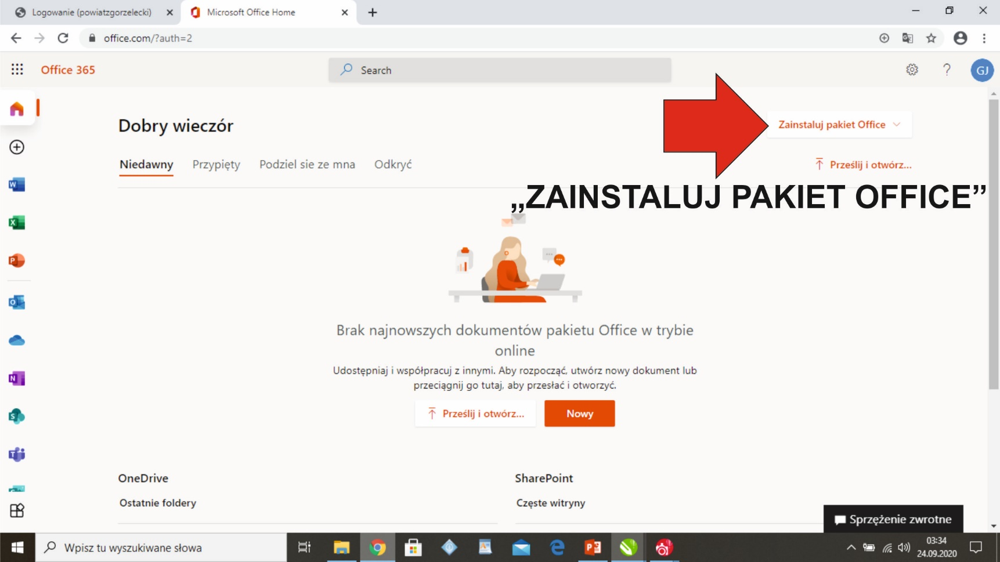 Logowanie (powiatzgorzelecki)
Microsoft Office Home
office.com/?auth=2
Office 365
Search
GJ
Dobry wieczór
Zainstaluj pakiet Office
Niedawny Przypięty Podziel sie ze mna Odkryć
Prześlij i otwórz...
„ZAINSTALUJ PAKIET OFFICE”
Brak najnowszych dokumentów pakietu Office w trybie
online
Udostępniaj i współpracuj z innymi. Aby rozpocząć, utwórz nowy dokument lub
przeciągnij go tutaj, aby przesłać i otworzyć.
Prześlij i otwórz... Nowy
OneDrive
SharePoint
Ostatnie foldery
Częste witryny
Sprzężenie zwrotne
Wpisz tu wyszukiwane słowa
03:34
24.09.2020